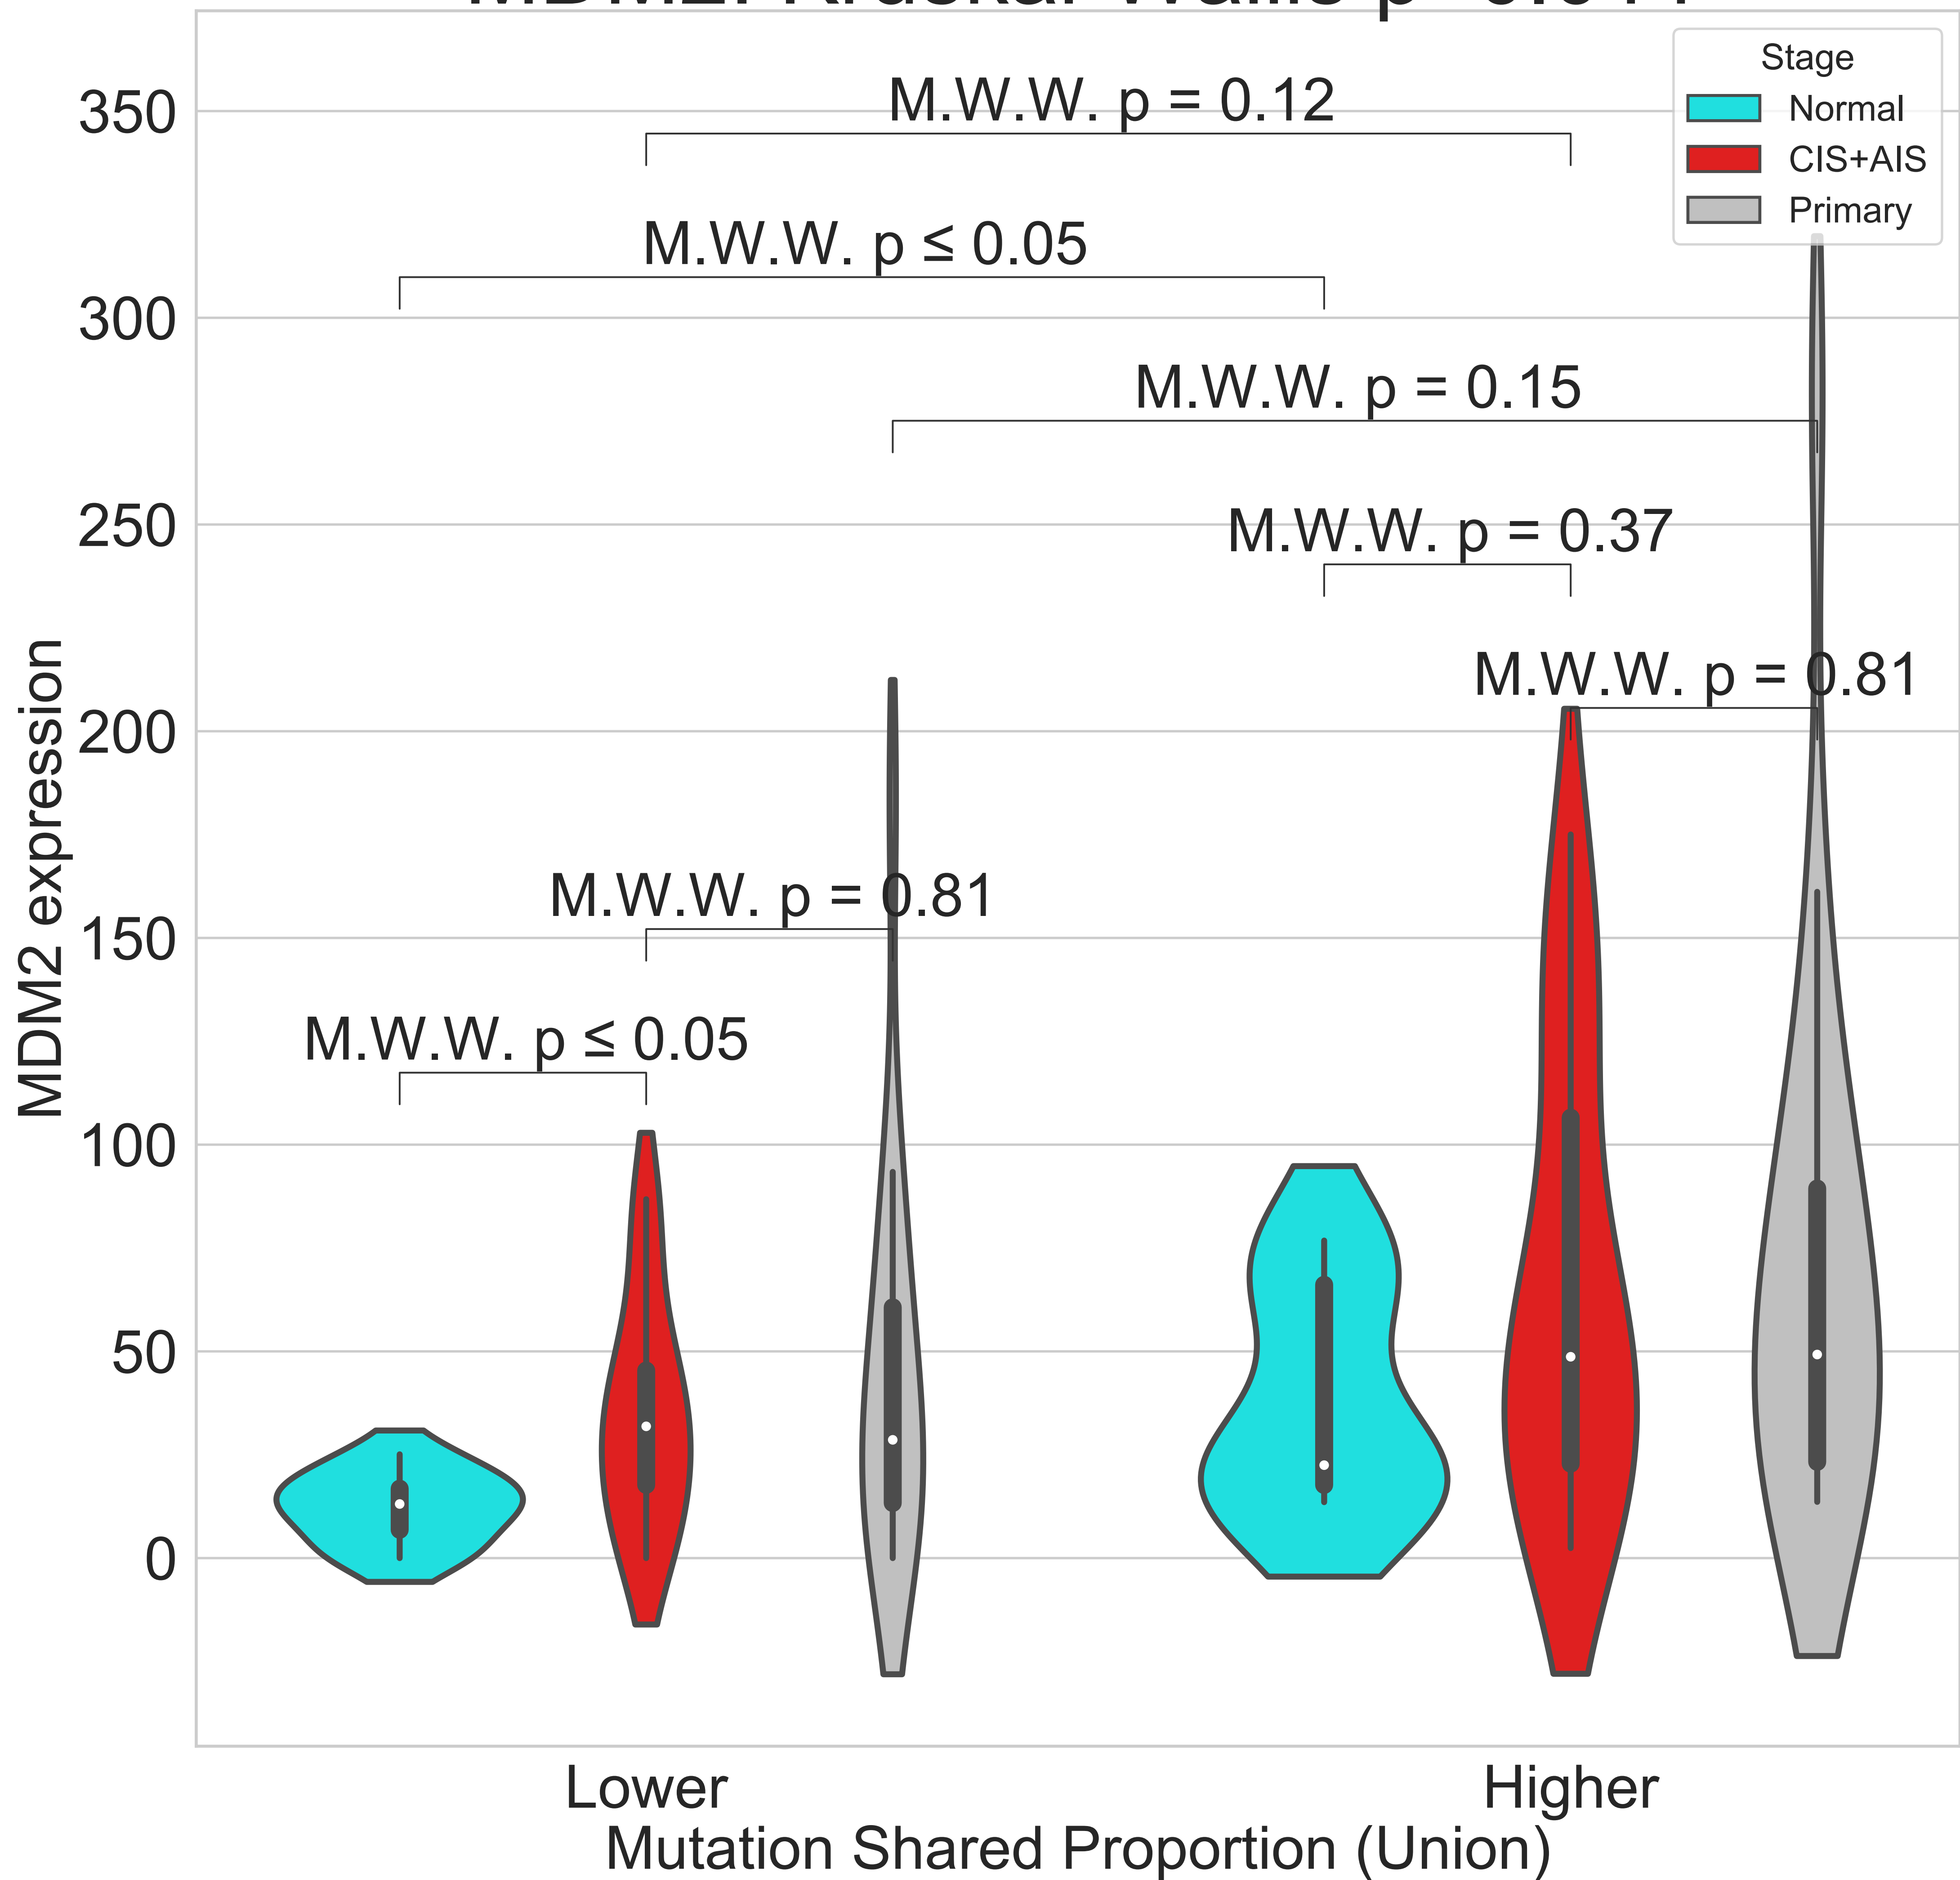 Stage
Normal
CIS+AIS
Primary
M.W.W. p = 0.12
M.W.W. p ≤ 0.05
M.W.W. p = 0.15
M.W.W. p = 0.37
M.W.W. p = 0.81
M.W.W. p = 0.81
M.W.W. p ≤ 0.05
MDM2 expression
350
300
250
200
150
100
50
0
Lower
Higher
Mutation Shared Proportion (Union)